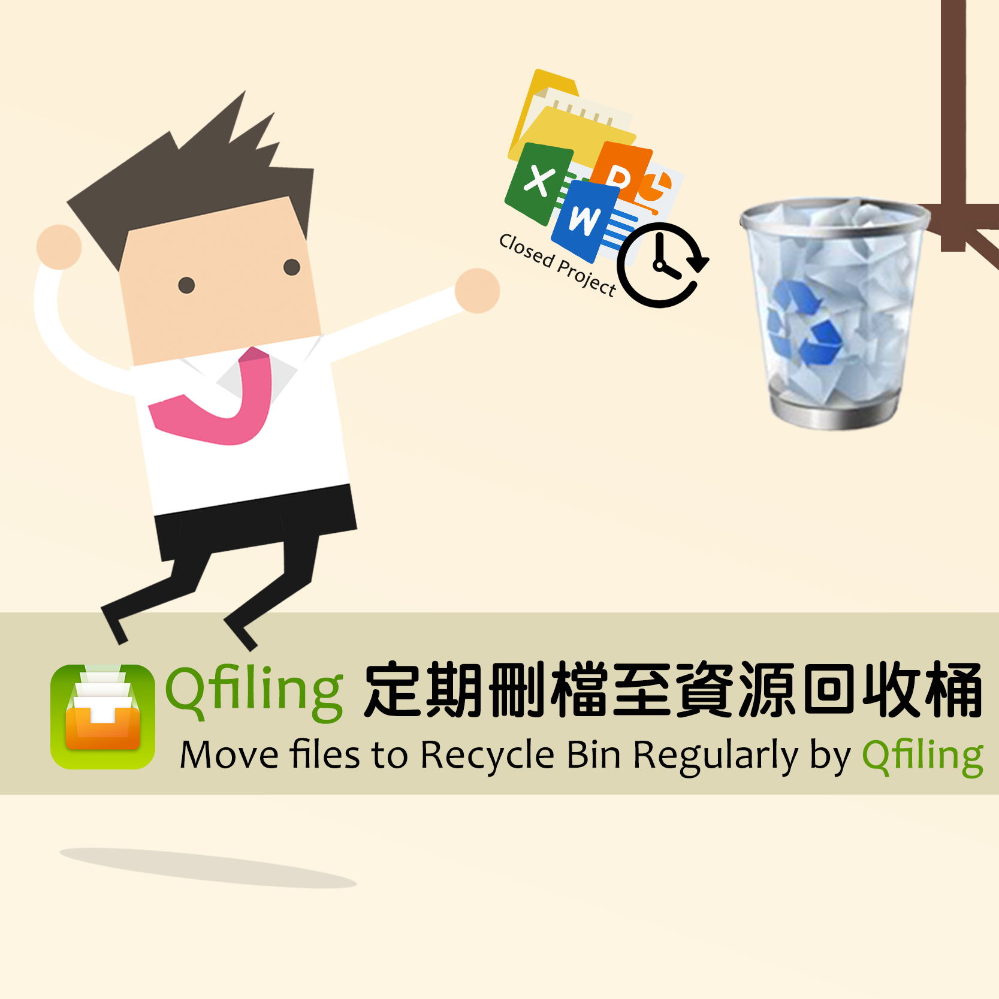 Closed Project
Qfiling 定期刪檔至資源回收桶
Move files to Recycle Bin Regularly by Qfiling